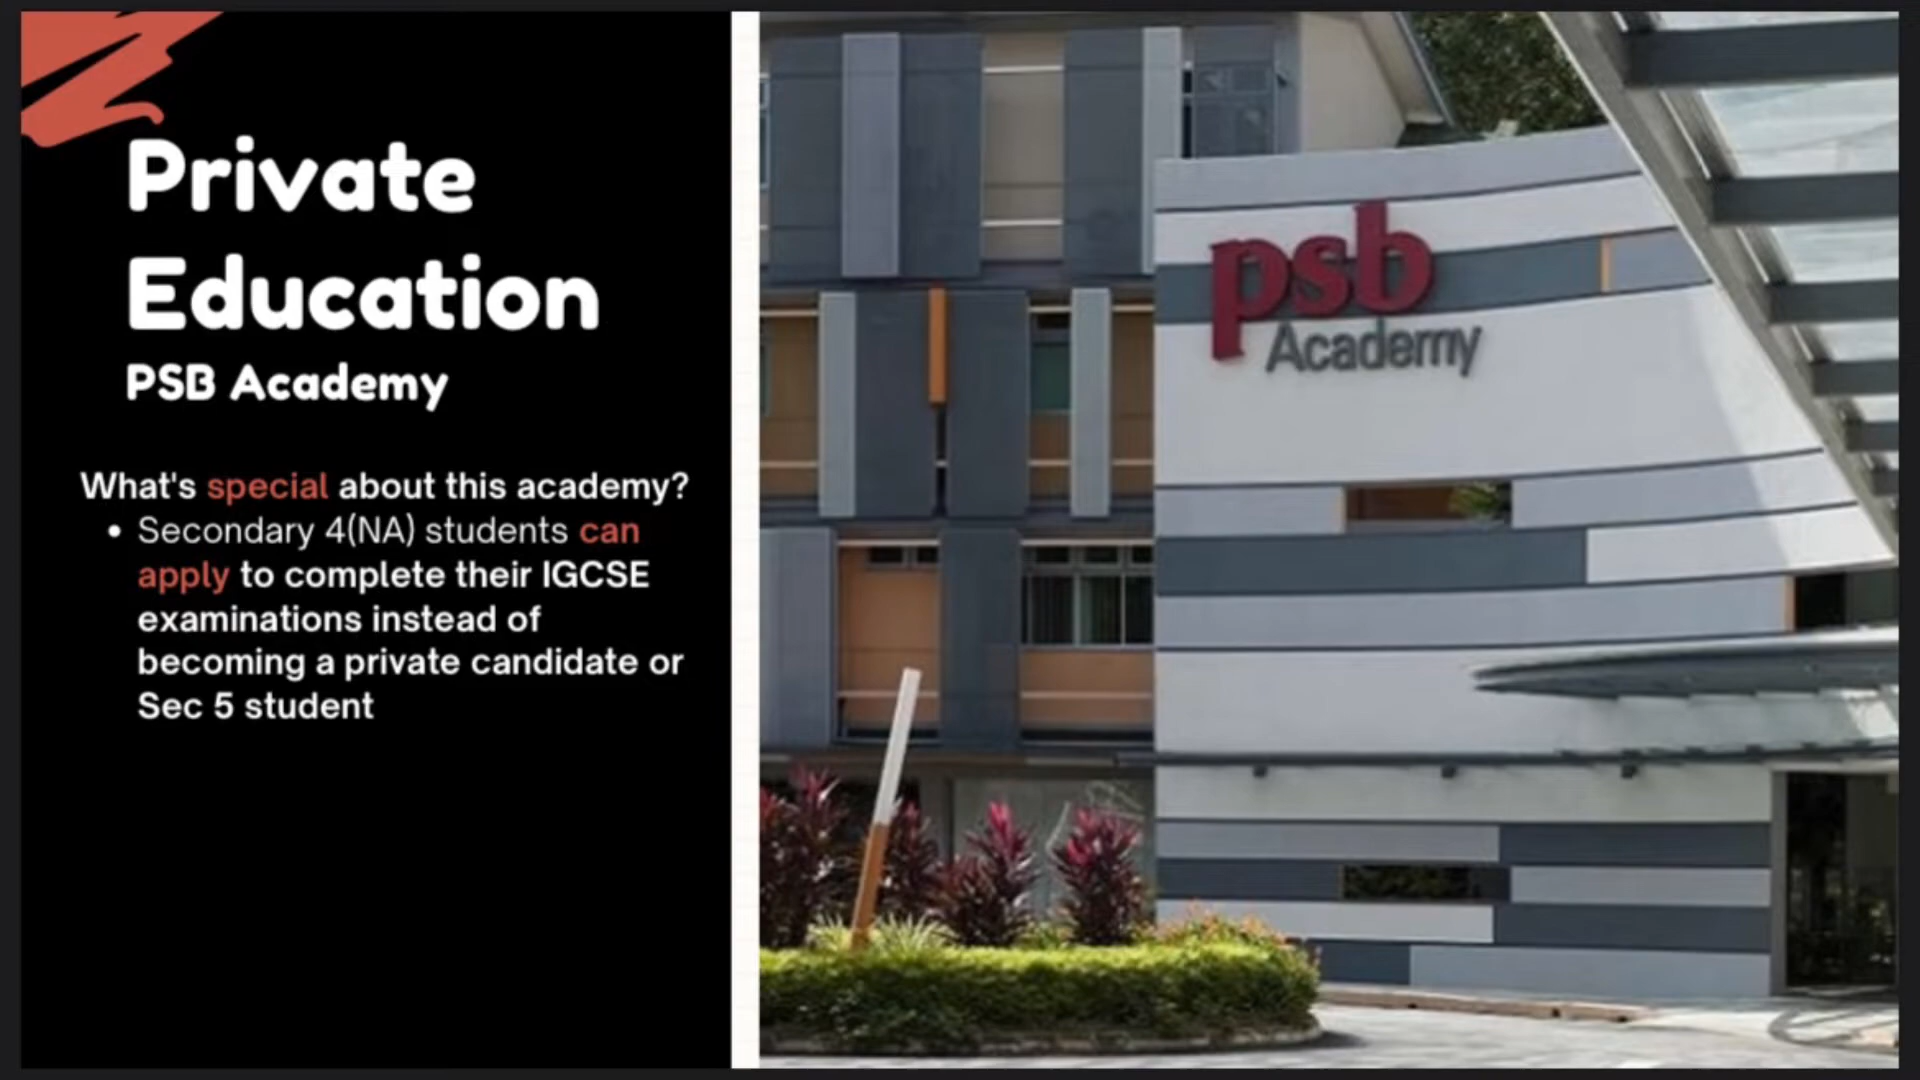 Private
Education
PSB Academy
What's special about this academy?
• Secondary 4(NA) students can
apply to complete their IGCSE
examinations instead of
becoming a private candidate or
Sec 5 student
psb
Academy